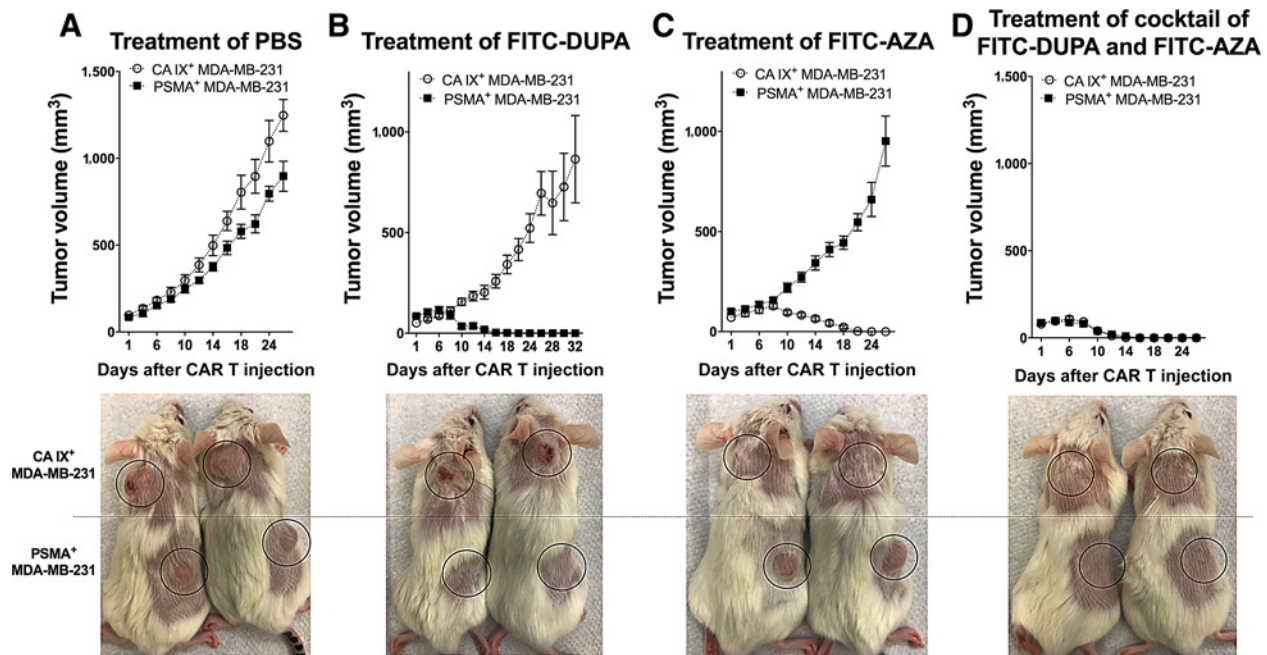 A
Treatment of PBS
CA IX⁺ MDA-MB-231
PSMA⁺ MDA-MB-231
Tumor volume (mm³)
1,500
1,000
500
0
1 6 10 14 18 24
Days after CAR T injection
B
Treatment of FITC-DUPA
CA IX⁺ MDA-MB-231
PSMA⁺ MDA-MB-231
Tumor volume (mm³)
1,000
500
0
1 6 10 14 18 24 28 32
Days after CAR T injection
C
Treatment of FITC-AZA
CA IX⁺ MDA-MB-231
PSMA⁺ MDA-MB-231
Tumor volume (mm³)
1,000
500
0
1 6 10 14 18 24
Days after CAR T injection
D
Treatment of cocktail of
FITC-DUPA and FITC-AZA
CA IX⁺ MDA-MB-231
PSMA⁺ MDA-MB-231
Tumor volume (mm³)
1,500
1,000
500
0
1 6 10 14 18 24
Days after CAR T injection
CA IX⁺
MDA-MB-231
PSMA⁺
MDA-MB-231